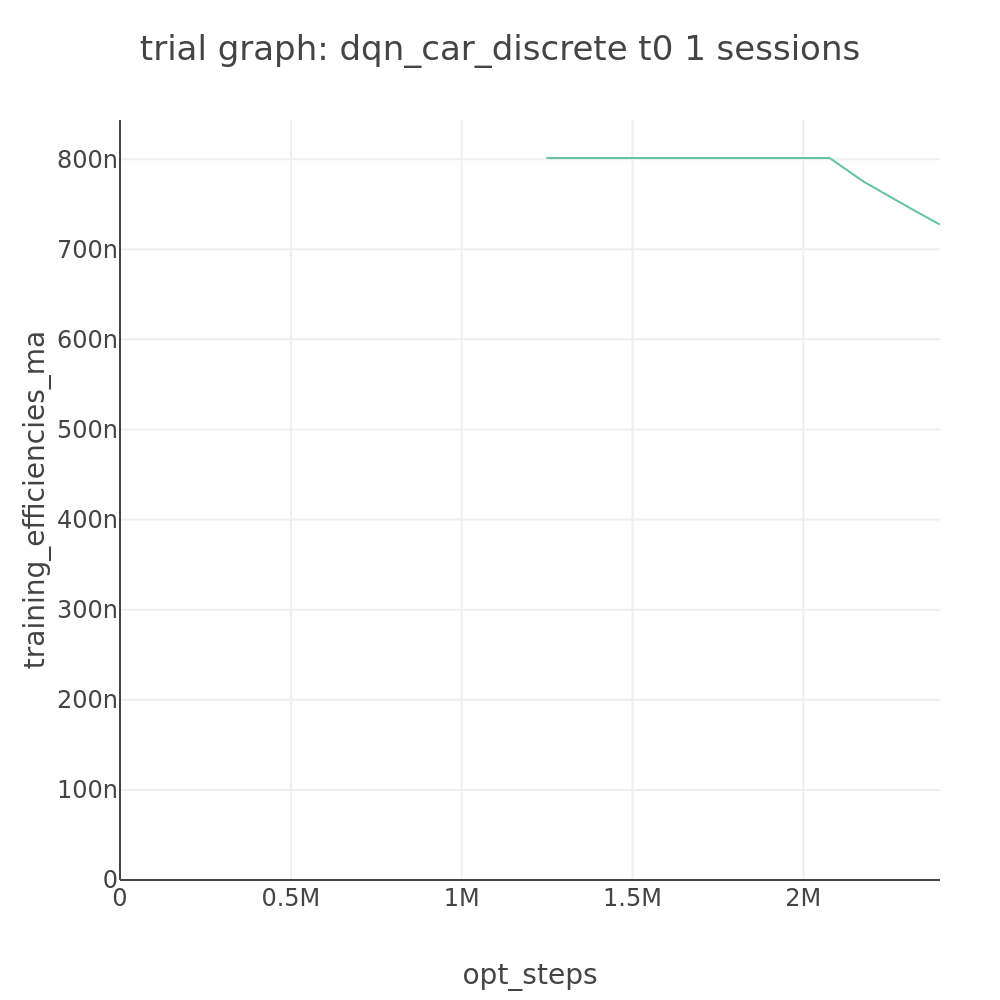 trial graph: dqn_car_discrete t0 1 sessions
800n
700n
600n
500n
400n
300n
200n
100n
0
training_efficiencies_ma
0
0.5M
1M
1.5M
2M
opt_steps